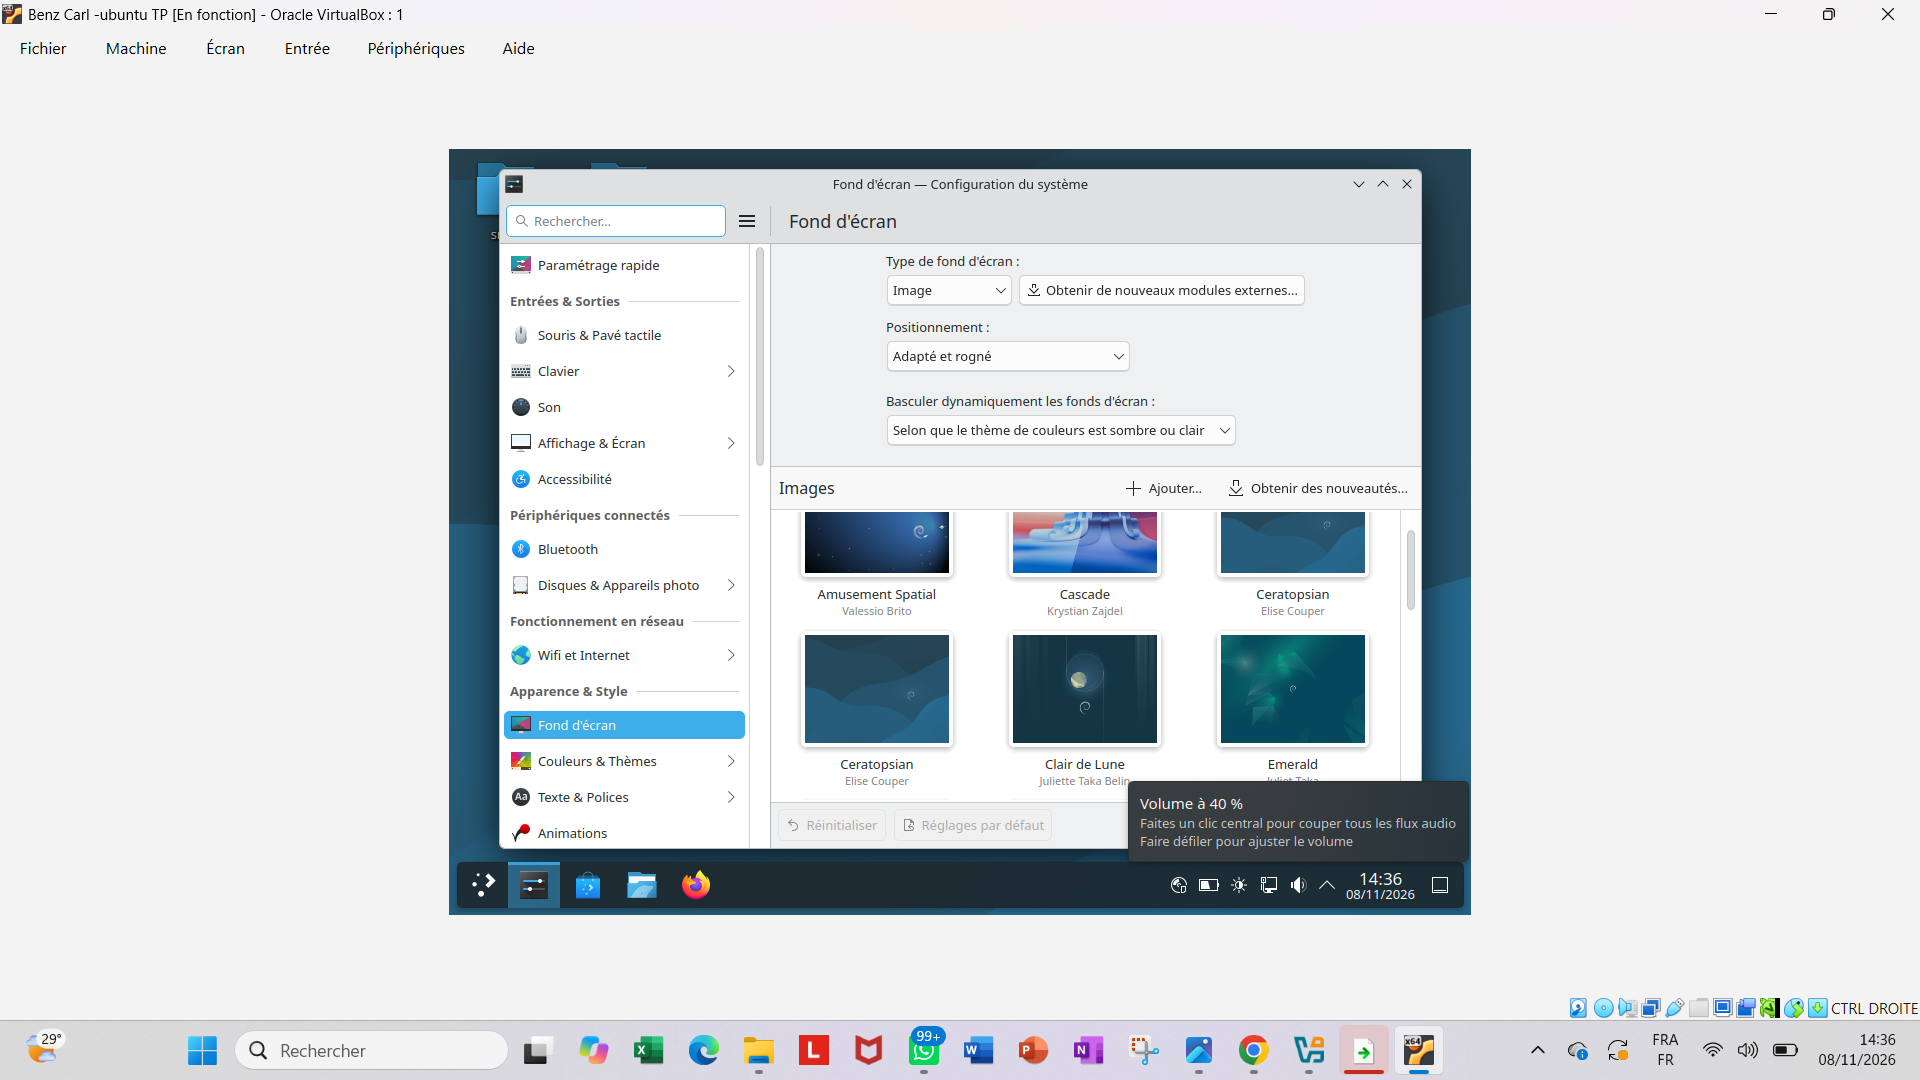 Benz Carl -ubuntu TP [En fonction] - Oracle VirtualBox : 1
Fichier Machine Écran Entrée Périphériques Aide
Fond d'écran — Configuration du système
Rechercher...
Fond d'écran
Paramétrage rapide
Entrées & Sorties
Souris & Pavé tactile
Clavier
Son
Affichage & Écran
Accessibilité
Périphériques connectés
Bluetooth
Disques & Appareils photo
Fonctionnement en réseau
Wifi et Internet
Apparence & Style
Fond d'écran
Couleurs & Thèmes
Aa Texte & Polices
Animations
Type de fond d'écran :
Image Obtenir de nouveaux modules externes...
Positionnement :
Adapté et rogné
Basculer dynamiquement les fonds d'écran :
Selon que le thème de couleurs est sombre ou clair
Images Ajouter... Obtenir des nouveautés...
Amusement Spatial
Valessio Brito
Cascade
Krystian Zajdel
Ceratopsian
Elise Couper
Ceratopsian
Elise Couper
Clair de Lune
Juliette Taka Belin
Emerald
Juliet Taka
Réinitialiser Réglages par défaut
Volume à 40 %
Faites un clic central pour couper tous les flux audio
Faire défiler pour ajuster le volume
14:36
08/11/2026
CTRL DROITE
29°
Rechercher
99+
FRA
FR
14:36
08/11/2026